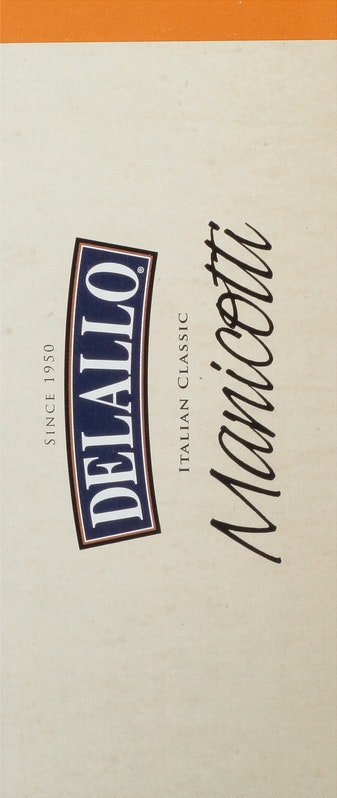 SINCE 1950
DELALLO®
ITALIAN CLASSIC
Manicotti